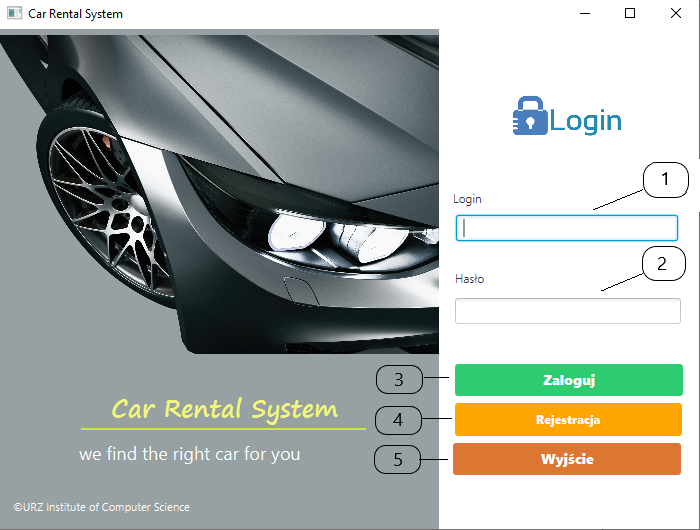 Car Rental System
Login
1
Login
2
Hasło
3
Zaloguj
4
Rejestracja
5
Wyjście
Car Rental System
we find the right car for you
©URZ Institute of Computer Science